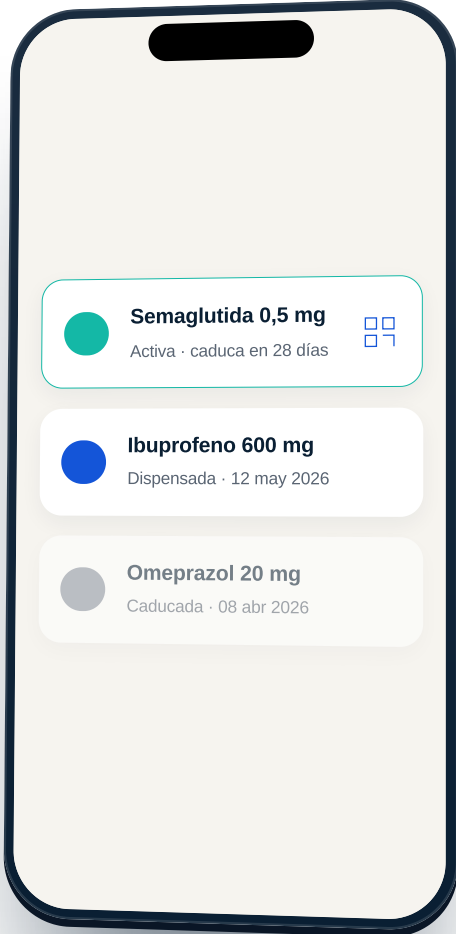 Semaglutida 0,5 mg
Activa · caduca en 28 días
Ibuprofeno 600 mg
Dispensada · 12 may 2026
Omeprazol 20 mg
Caducada · 08 abr 2026